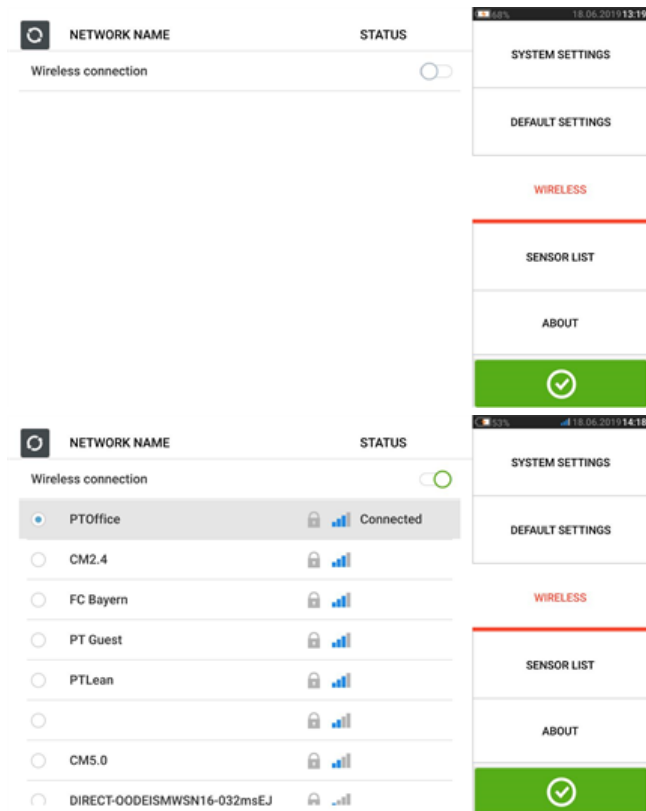 NETWORK NAME STATUS
Wireless connection
68% 18.06.2019 13:19
SYSTEM SETTINGS
DEFAULT SETTINGS
WIRELESS
SENSOR LIST
ABOUT
NETWORK NAME STATUS
Wireless connection
PTOffice Connected
CM2.4
FC Bayern
PT Guest
PTLean
CM5.0
DIRECT-OODEISMWSN16-032msEJ
53% 18.06.2019 14:18
SYSTEM SETTINGS
DEFAULT SETTINGS
WIRELESS
SENSOR LIST
ABOUT